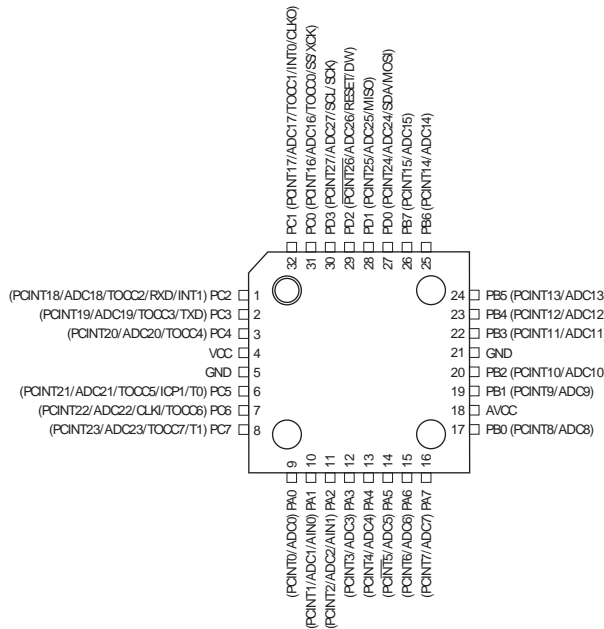 PC1 (PCINT17/ADC17/TOCC1/INT0/CLKO)
PC0 (PCINT16/ADC16/TOCC0/SS/XCK)
PD3 (PCINT27/ADC27/SCL/SCK)
PD2 (PCINT26/ADC26/RESET/DW)
PD1 (PCINT25/ADC25/MISO)
PD0 (PCINT24/ADC24/SDA/MOSI)
PB7 (PCINT15/ADC15)
PB6 (PCINT14/ADC14)
32 31 30 29 28 27 26 25
(PCINT18/ADC18/TOCC2/RXD/INT1) PC2 1
(PCINT19/ADC19/TOCC3/TXD) PC3 2
(PCINT20/ADC20/TOCC4) PC4 3
VCC 4
GND 5
(PCINT21/ADC21/TOCC5/ICP1/T0) PC5 6
(PCINT22/ADC22/CLKI/TOCC6) PC6 7
(PCINT23/ADC23/TOCC7/T1) PC7 8
24 PB5 (PCINT13/ADC13
23 PB4 (PCINT12/ADC12
22 PB3 (PCINT11/ADC11
21 GND
20 PB2 (PCINT10/ADC10
19 PB1 (PCINT9/ADC9)
18 AVCC
17 PB0 (PCINT8/ADC8)
9 10 11 12 13 14 15 16
(PCINT0/ADC0) PA0
(PCINT1/ADC1/AIN0) PA1
(PCINT2/ADC2/AIN1) PA2
(PCINT3/ADC3) PA3
(PCINT4/ADC4) PA4
(PCINT5/ADC5) PA5
(PCINT6/ADC6) PA6
(PCINT7/ADC7) PA7